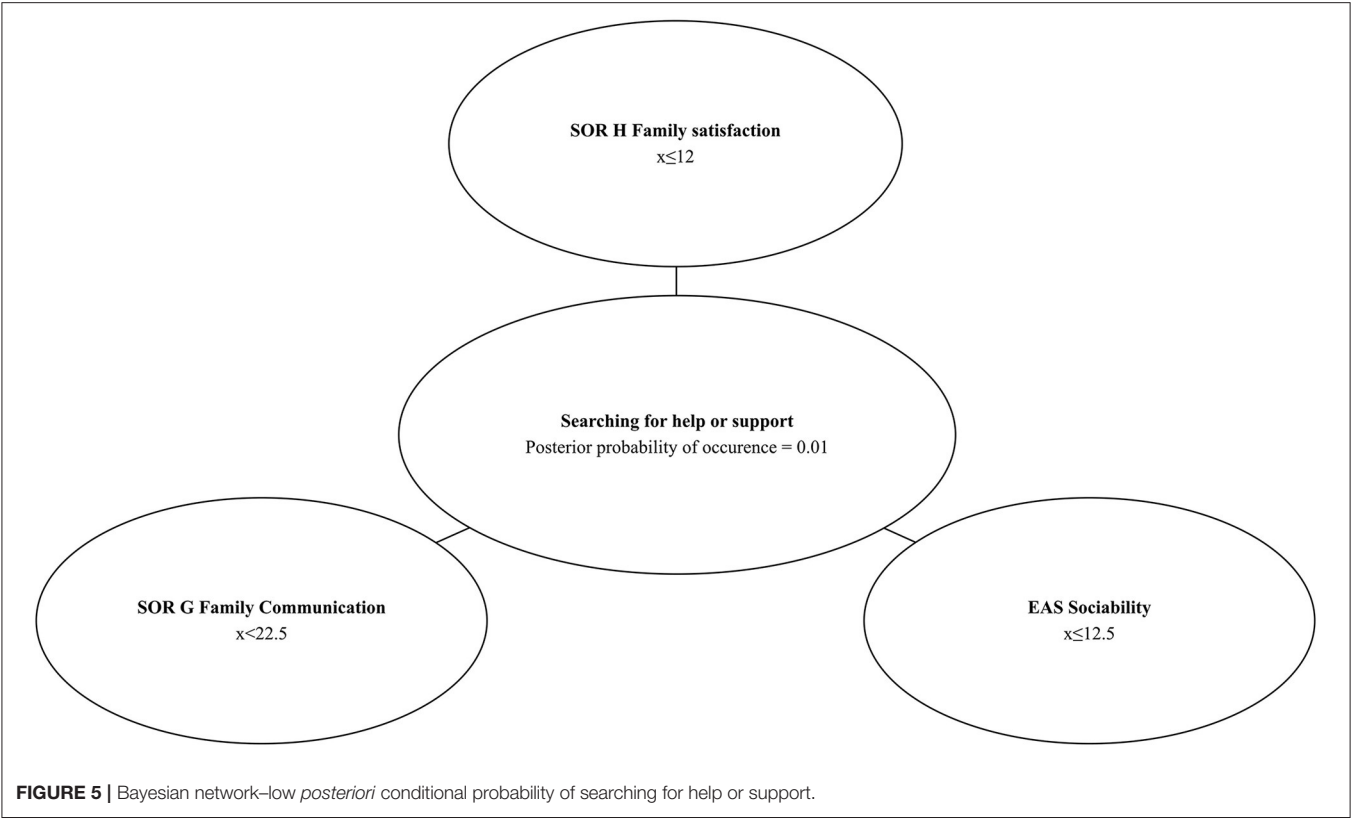 SOR H Family satisfaction
x≤12
Searching for help or support
Posterior probability of occurence = 0.01
SOR G Family Communication
x<22.5
EAS Sociability
x≤12.5
FIGURE 5 | Bayesian network–low posteriori conditional probability of searching for help or support.